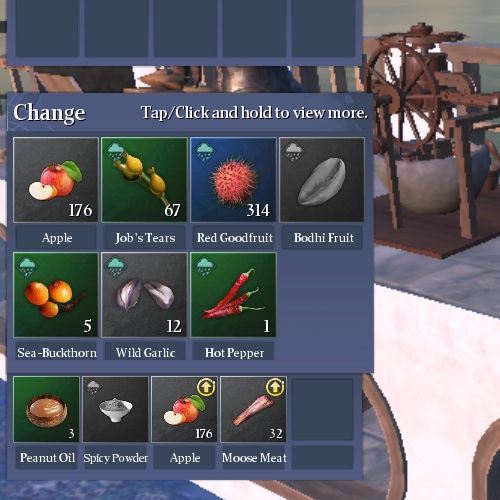 Change
Tap/Click and hold to view more.
176
67
314
Apple
Job's Tears
Red Goodfruit
Bodhi Fruit
5
12
1
Sea-Buckthorn
Wild Garlic
Hot Pepper
3
176
32
Peanut Oil
Spicy Powder
Apple
Moose Meat